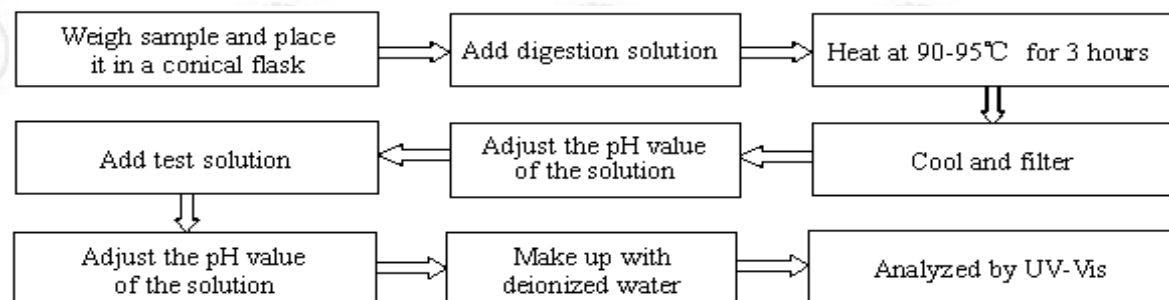 Weigh sample and place
it in a conical flask
Add digestion solution
Heat at 90-95℃ for 3 hours
Cool and filter
Adjust the pH value
of the solution
Add test solution
Adjust the pH value
of the solution
Make up with
deionized water
Analyzed by UV-Vis